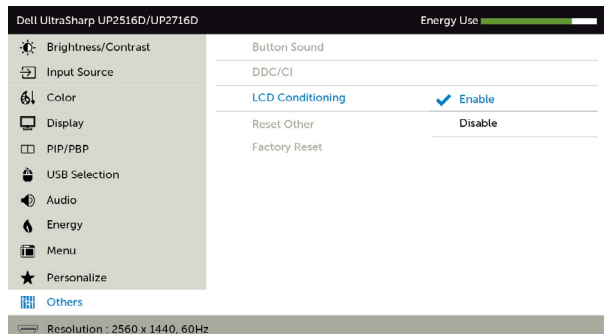 Dell UltraSharp UP2516D/UP2716D Energy Use
Brightness/Contrast Button Sound
Input Source DDC/CI
Color LCD Conditioning Enable
Display Reset Other Disable
PIP/PBP Factory Reset
USB Selection
Audio
Energy
Menu
Personalize
Others
Resolution : 2560 x 1440, 60Hz